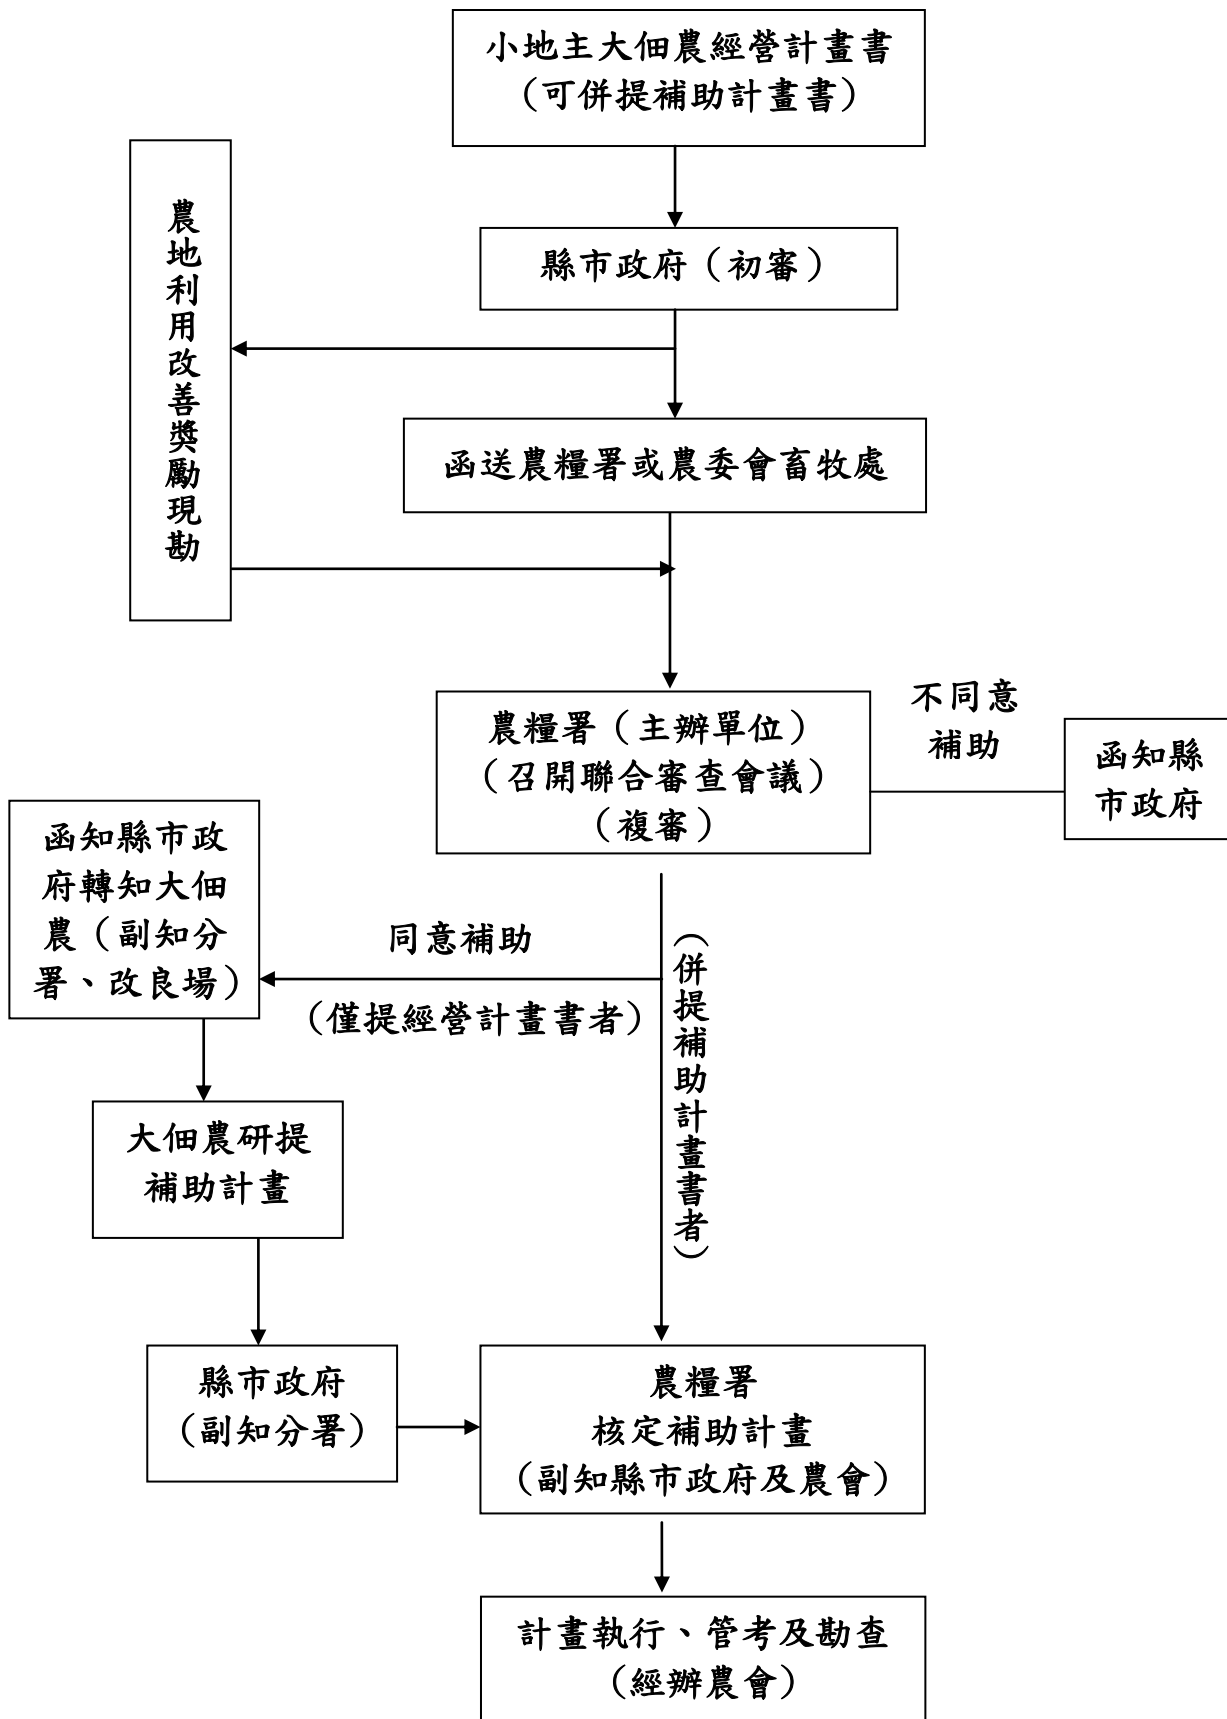 小地主大佃農經營計畫書
（可併提補助計畫書）
農地利用改善獎勵現勘
縣市政府（初審）
函送農糧署或農委會畜牧處
農糧署（主辦單位）
（召開聯合審查會議）
（複審）
不同意
補助
函知縣
市政府
函知縣市政
府轉知大佃
農（副知分
署、改良場）
同意補助
（僅提經營計畫書者）
（併提補助計畫書者）
大佃農研提
補助計畫
縣市政府
（副知分署）
農糧署
核定補助計畫
（副知縣市政府及農會）
計畫執行、管考及勘查
（經辦農會）